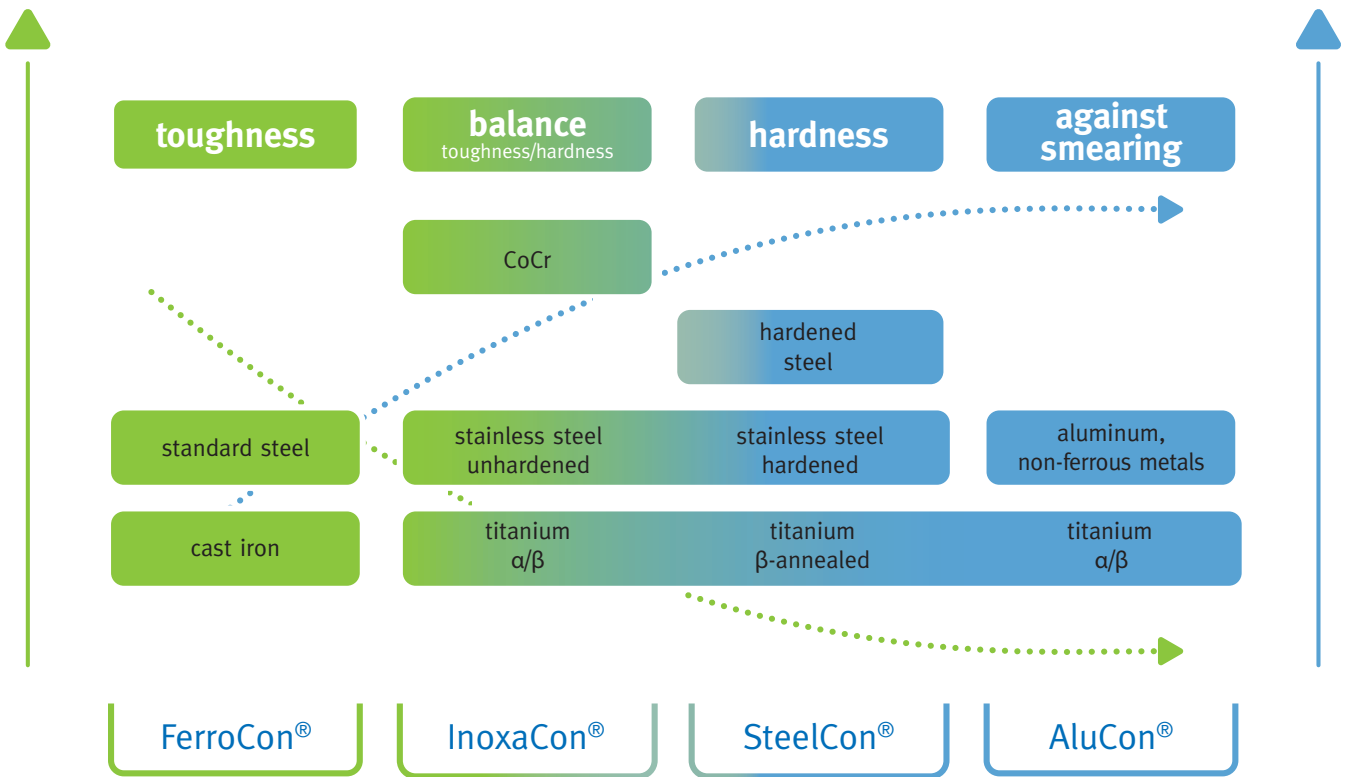 toughness
balance
toughness/hardness
hardness
against
smearing
CoCr
hardened
steel
standard steel
stainless steel
unhardened
stainless steel
hardened
aluminum,
non-ferrous metals
cast iron
titanium
α/β
titanium
β-annealed
titanium
α/β
FerroCon®
InoxaCon®
SteelCon®
AluCon®